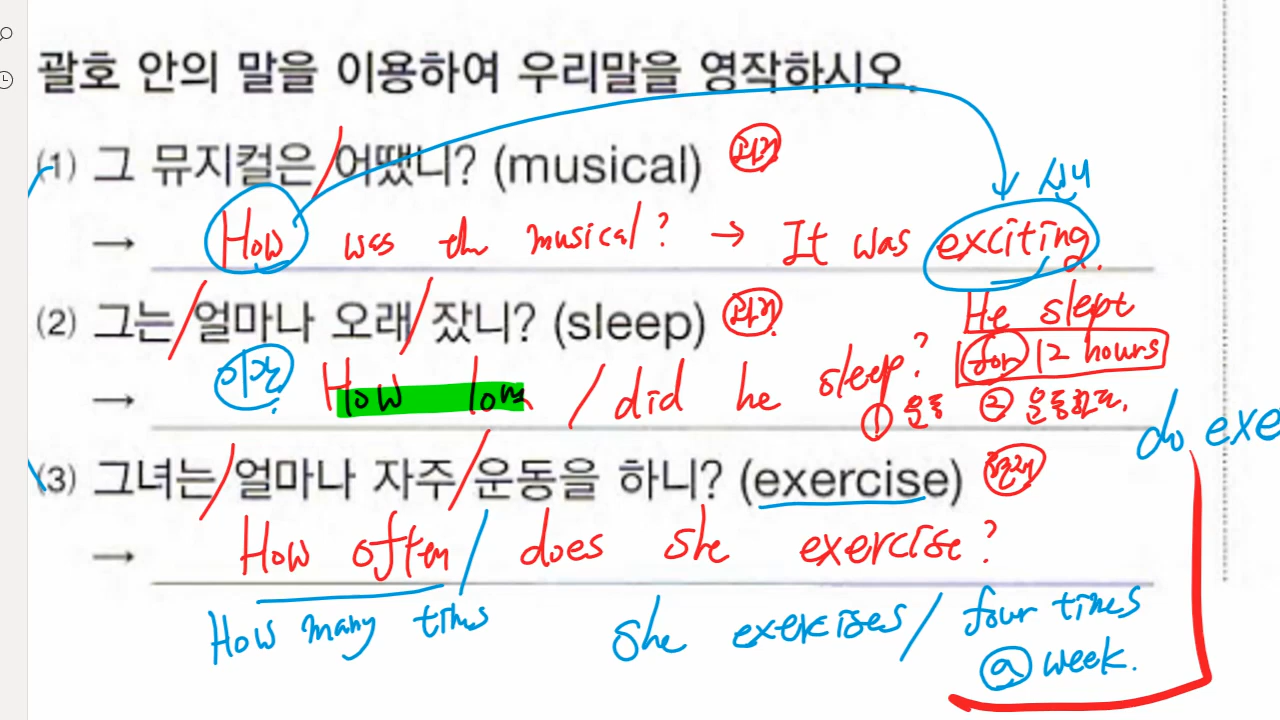 괄호 안의 말을 이용하여 우리말을 영작하시오.
(1) 그 뮤지컬은 / 어땠니? (musical) 과거
신나
→ How was the musical? → It was exciting.
(2) 그는 / 얼마나 오래 / 잤니? (sleep) 과거
He slept
for 12 hours
기간
→ How long / did he sleep?
① 운동 ② 운동한다.
do exe
(3) 그녀는 / 얼마나 자주 / 운동을 하니? (exercise) 현재
→ How often / does she exercise?
How many times she exercises / four times
a week.